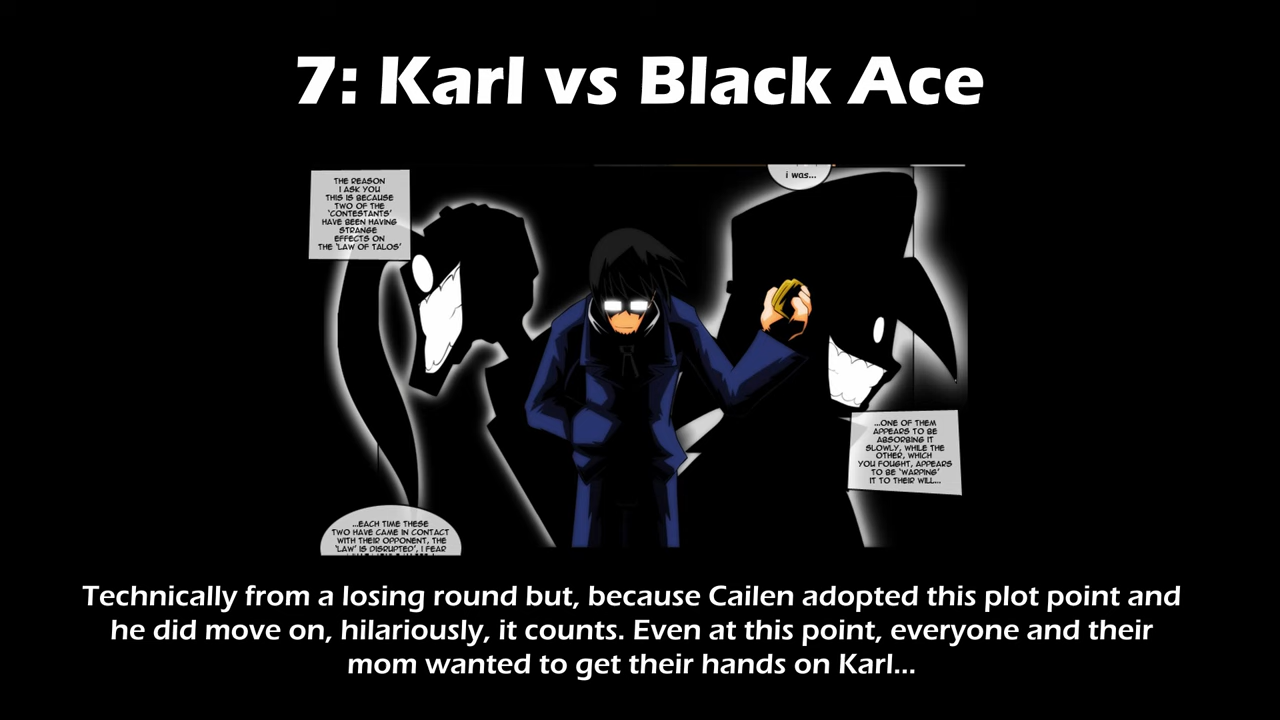 7: Karl vs Black Ace
THE REASON
I ASK YOU
THIS IS BECAUSE
TWO OF THE
'CONTESTANTS'
HAVE BEEN HAVING
STRANGE
EFFECTS ON
THE 'LAW OF TALOS'
i was...
...ONE OF THEM
APPEARS TO BE
ABSORBING IT
SLOWLY, WHILE THE
OTHER, WHICH
YOU FOUGHT, APPEARS
TO BE 'WARPING'
IT TO THEIR WILL...
...EACH TIME THESE
TWO HAVE CAME IN CONTACT
WITH THEIR OPPONENT, THE
'LAW' IS DISRUPTED', I FEAR
Technically from a losing round but, because Cailen adopted this plot point and
he did move on, hilariously, it counts. Even at this point, everyone and their
mom wanted to get their hands on Karl...